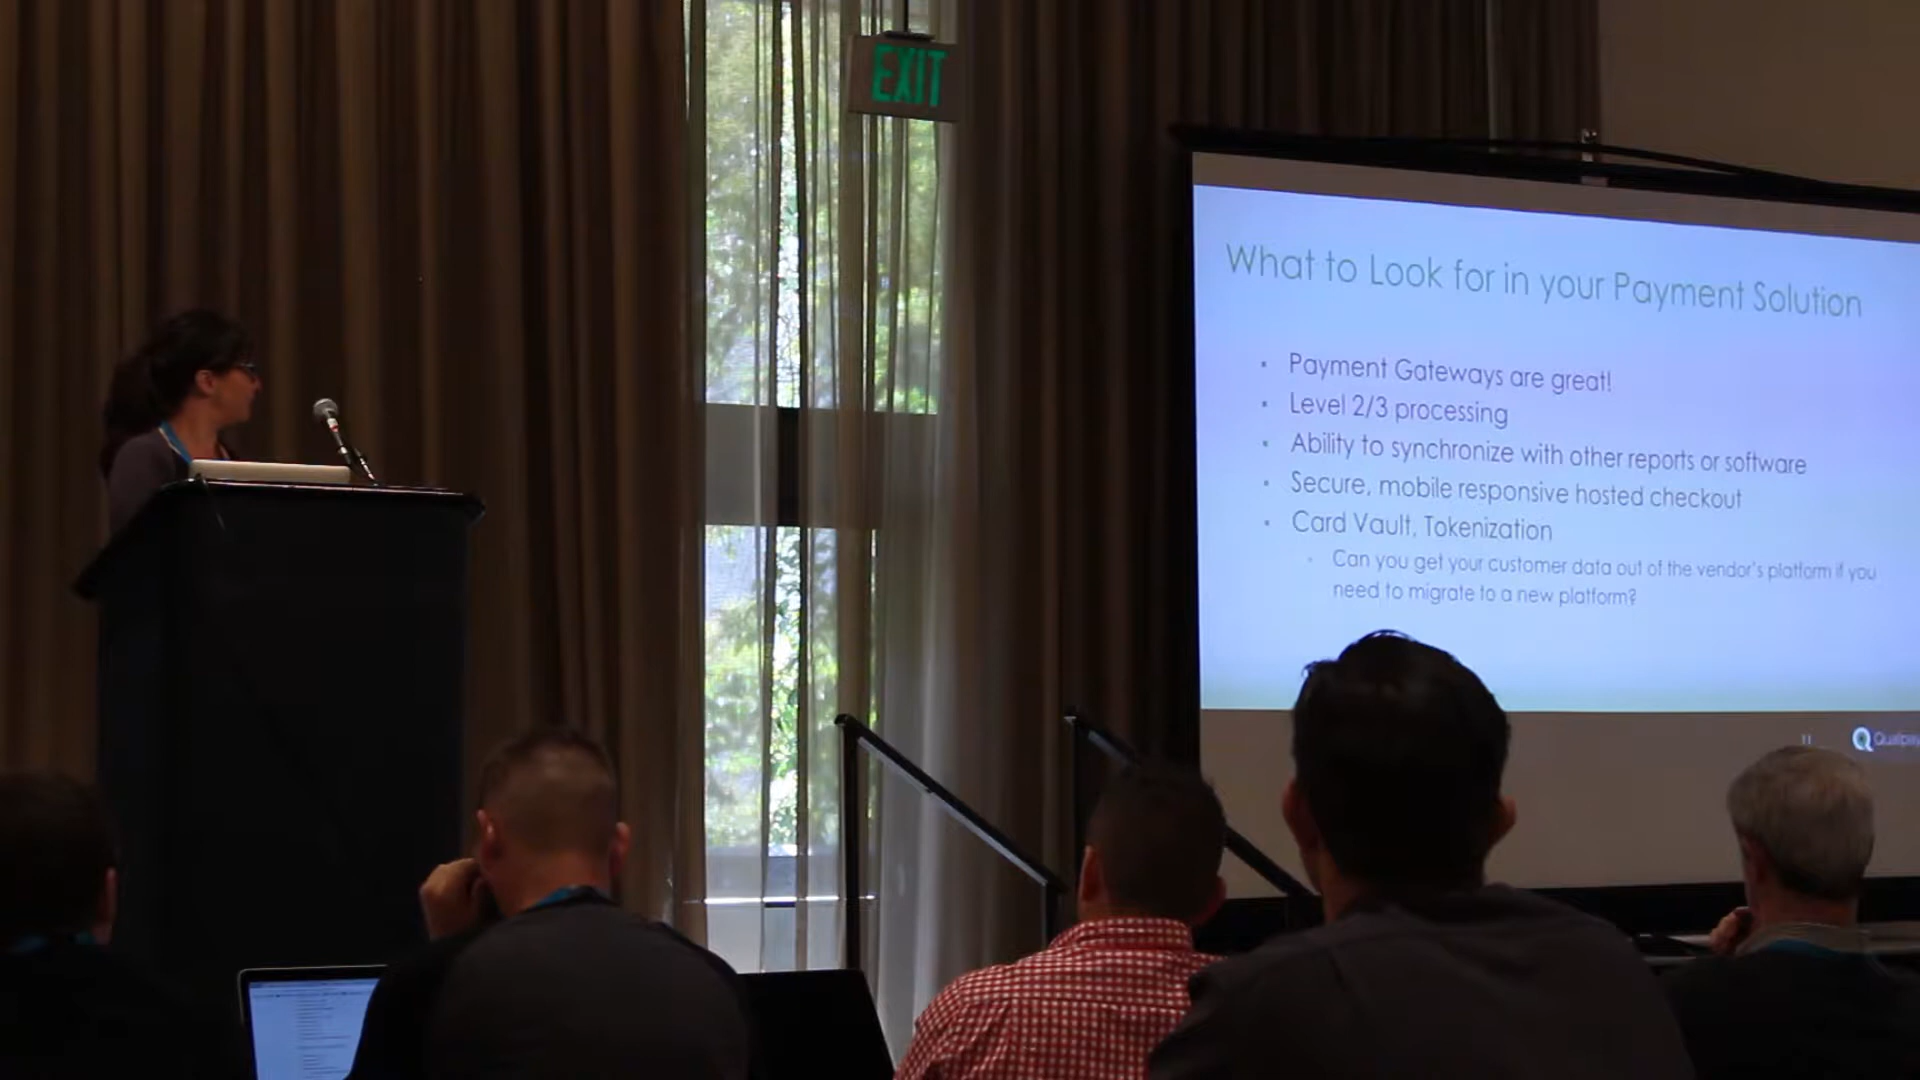 EXIT
What to Look for in your Payment Solution
Payment Gateways are great!
Level 2/3 processing
Ability to synchronize with other reports or software
Secure, mobile responsive hosted checkout
Card Vault, Tokenization
Can you get your customer data out of the vendor's platform if you
need to migrate to a new platform?
11
Qualpay